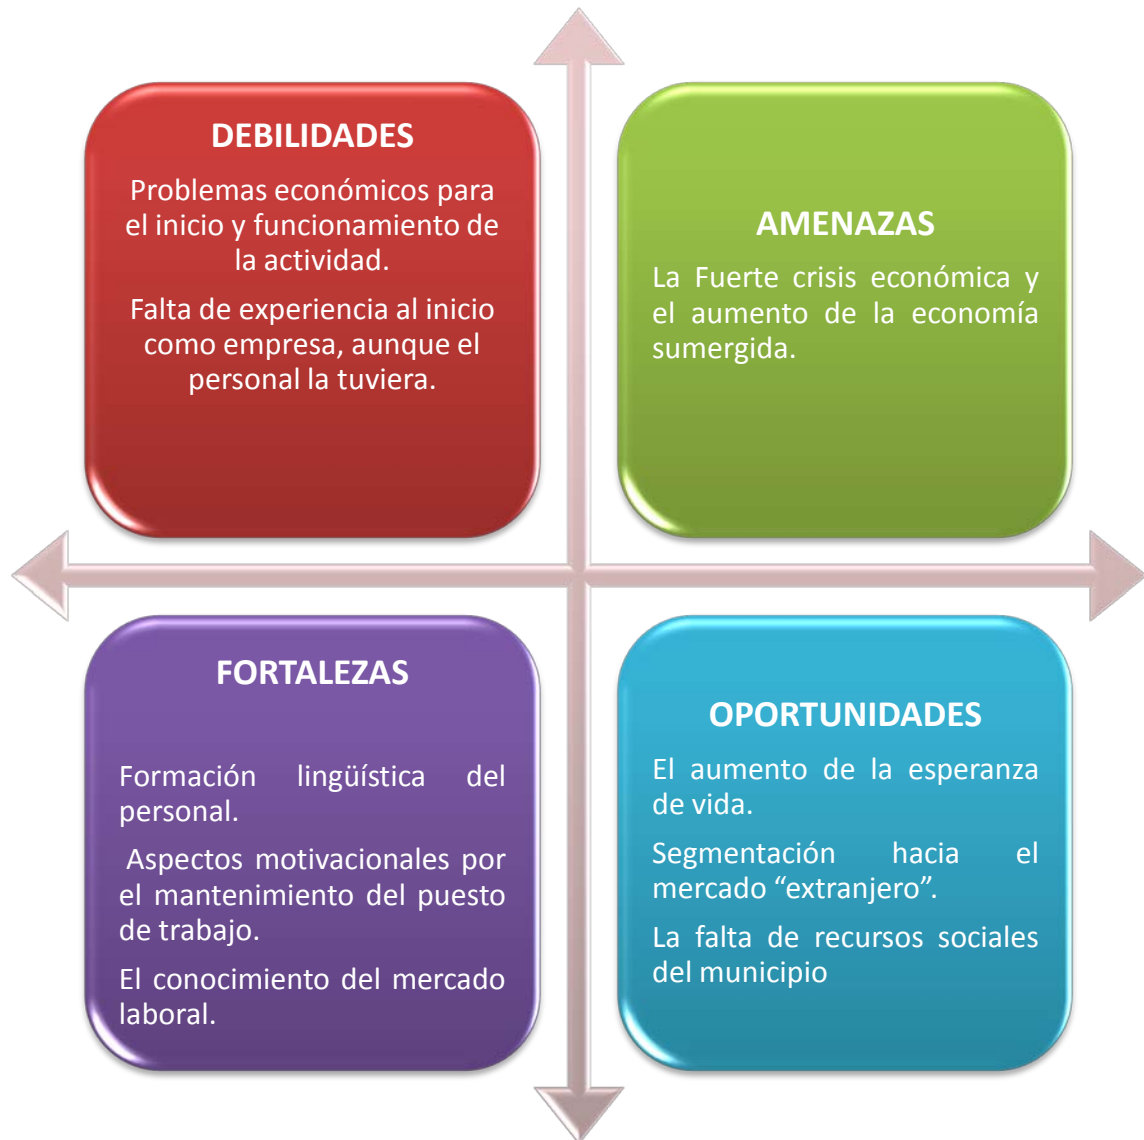 DEBILIDADES
Problemas económicos para
el inicio y funcionamiento de
la actividad.
Falta de experiencia al inicio
como empresa, aunque el
personal la tuviera.
AMENAZAS
La Fuerte crisis económica y
el aumento de la economía
sumergida.
FORTALEZAS
Formación lingüística del
personal.
Aspectos motivacionales por
el mantenimiento del puesto
de trabajo.
El conocimiento del mercado
laboral.
OPORTUNIDADES
El aumento de la esperanza
de vida.
Segmentación hacia el
mercado “extranjero”.
La falta de recursos sociales
del municipio